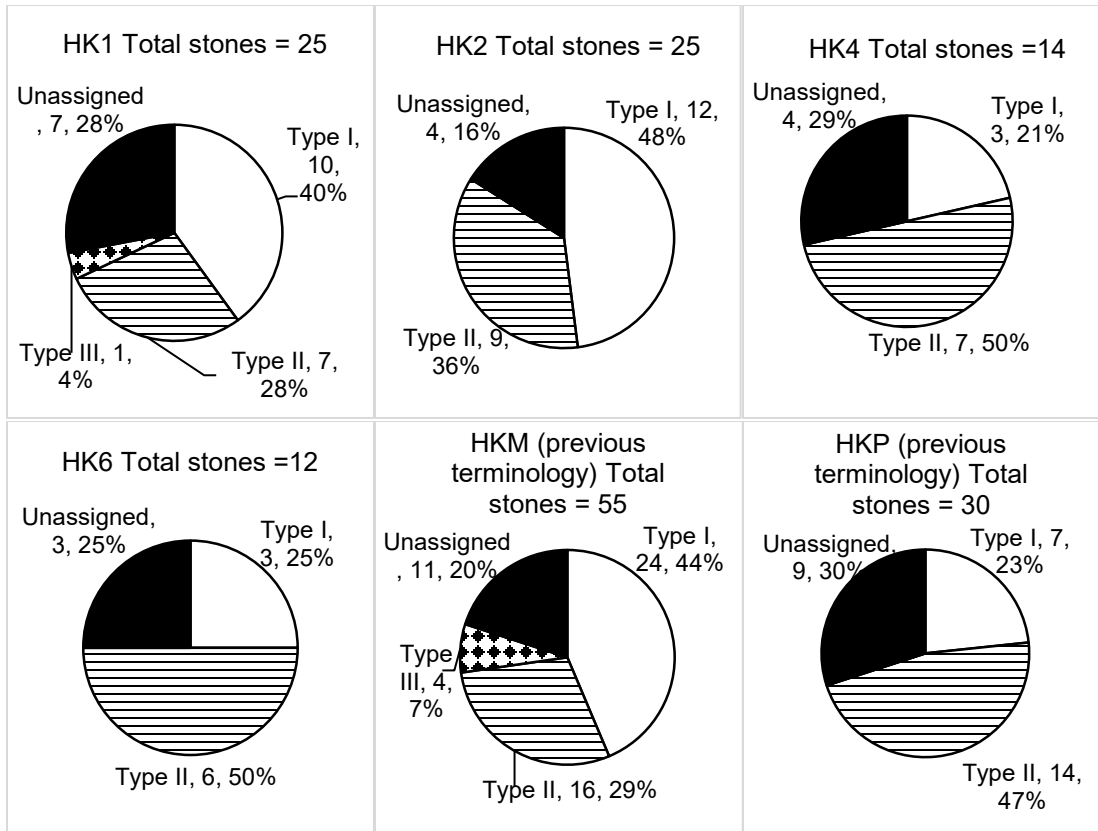 HK1 Total stones = 25
Unassigned
, 7, 28%
Type I,
10,
40%
Type III, 1,
4%
Type II, 7,
28%
HK2 Total stones = 25
Unassigned,
4, 16%
Type I, 12,
48%
Type II, 9,
36%
HK4 Total stones =14
Unassigned,
4, 29%
Type I,
3, 21%
Type II, 7, 50%
HK6 Total stones =12
Unassigned,
3, 25%
Type I,
3, 25%
Type II, 6, 50%
HKM (previous
terminology) Total
stones = 55
Unassigned
, 11, 20%
Type I,
24, 44%
Type
III, 4,
7%
Type II, 16, 29%
HKP (previous
terminology) Total
stones = 30
Unassigned,
9, 30%
Type I, 7,
23%
Type II, 14,
47%